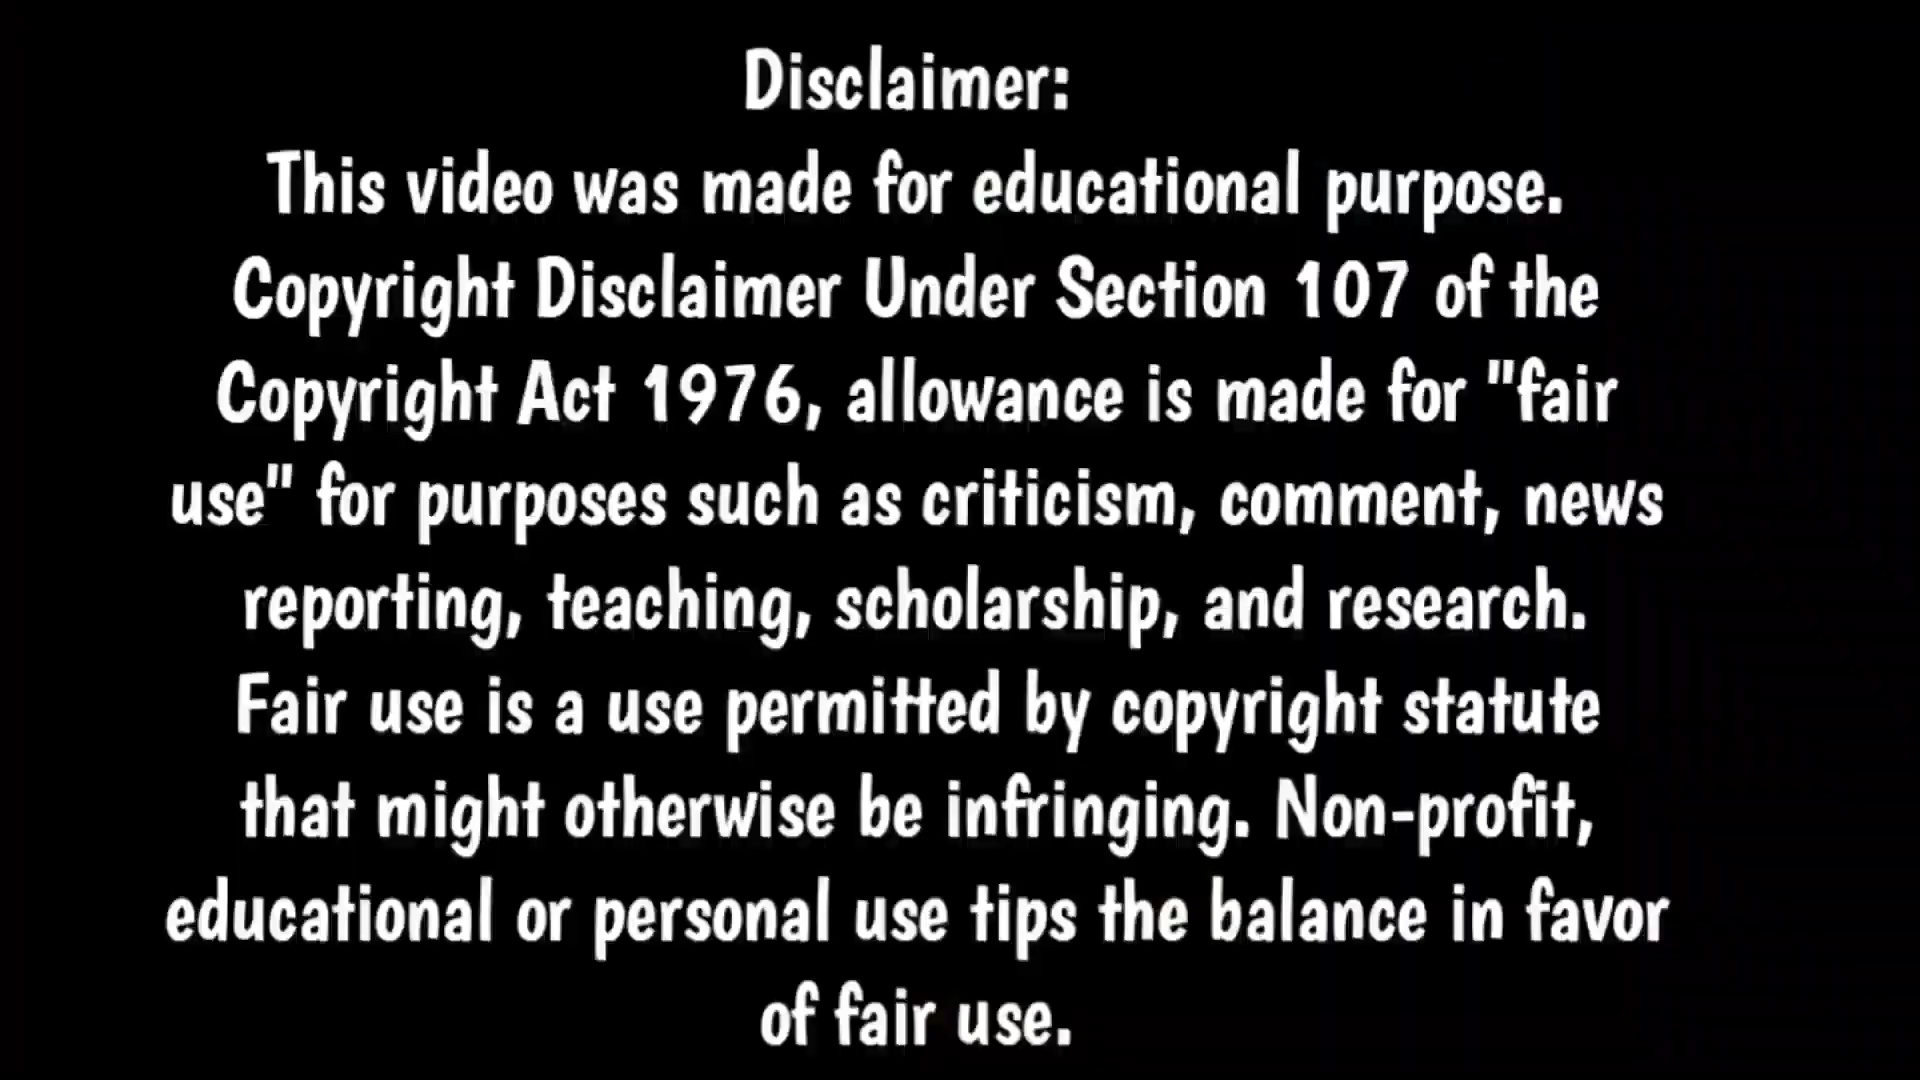 Disclaimer:
This video was made for educational purpose.
Copyright Disclaimer Under Section 107 of the
Copyright Act 1976, allowance is made for "fair
use" for purposes such as criticism, comment, news
reporting, teaching, scholarship, and research.
Fair use is a use permitted by copyright statute
that might otherwise be infringing. Non-profit,
educational or personal use tips the balance in favor
of fair use.